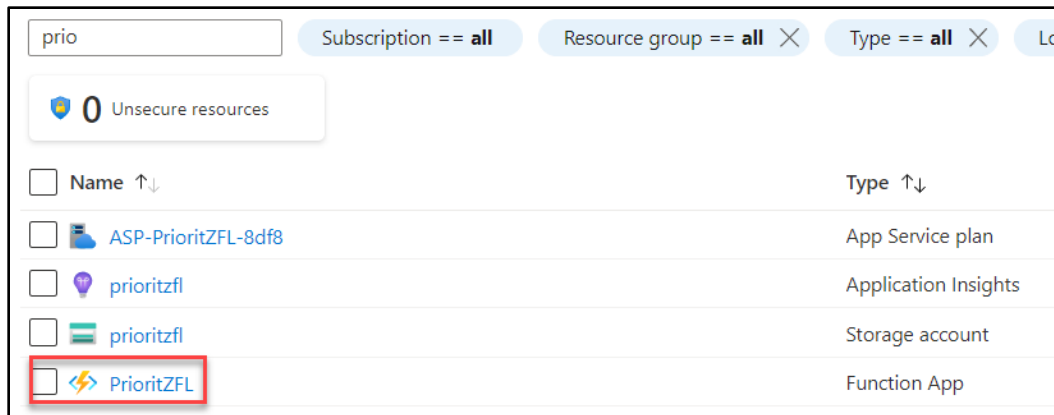 prio Subscription == all Resource group == all Type == all Lo
0 Unsecure resources
Name Type
ASP-PrioritZFL-8df8 App Service plan
prioritzfl Application Insights
prioritzfl Storage account
PrioritZFL Function App